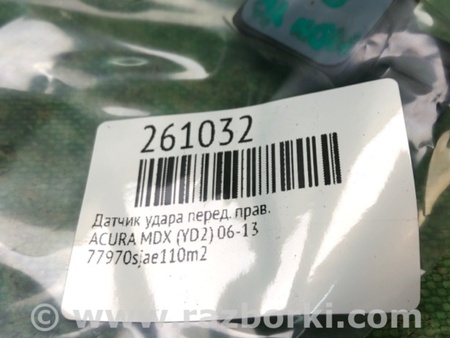 261032
Датчик удара перед. прав.
ACURA MDX (YD2) 06-13
77970sjae110m2
© www.razborki.com